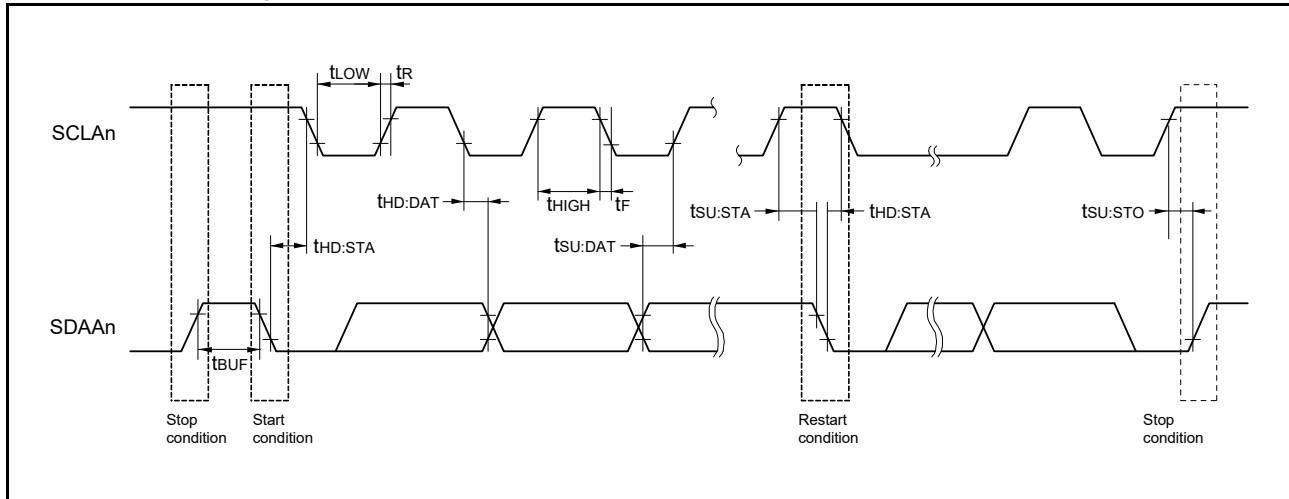 tLOW tR
SCLAn
tHD:DAT tHIGH tF tSU:STA tHD:STA tSU:STO
tHD:STA tSU:DAT
SDAAn
tBUF
Stop condition
Start condition
Restart condition
Stop condition